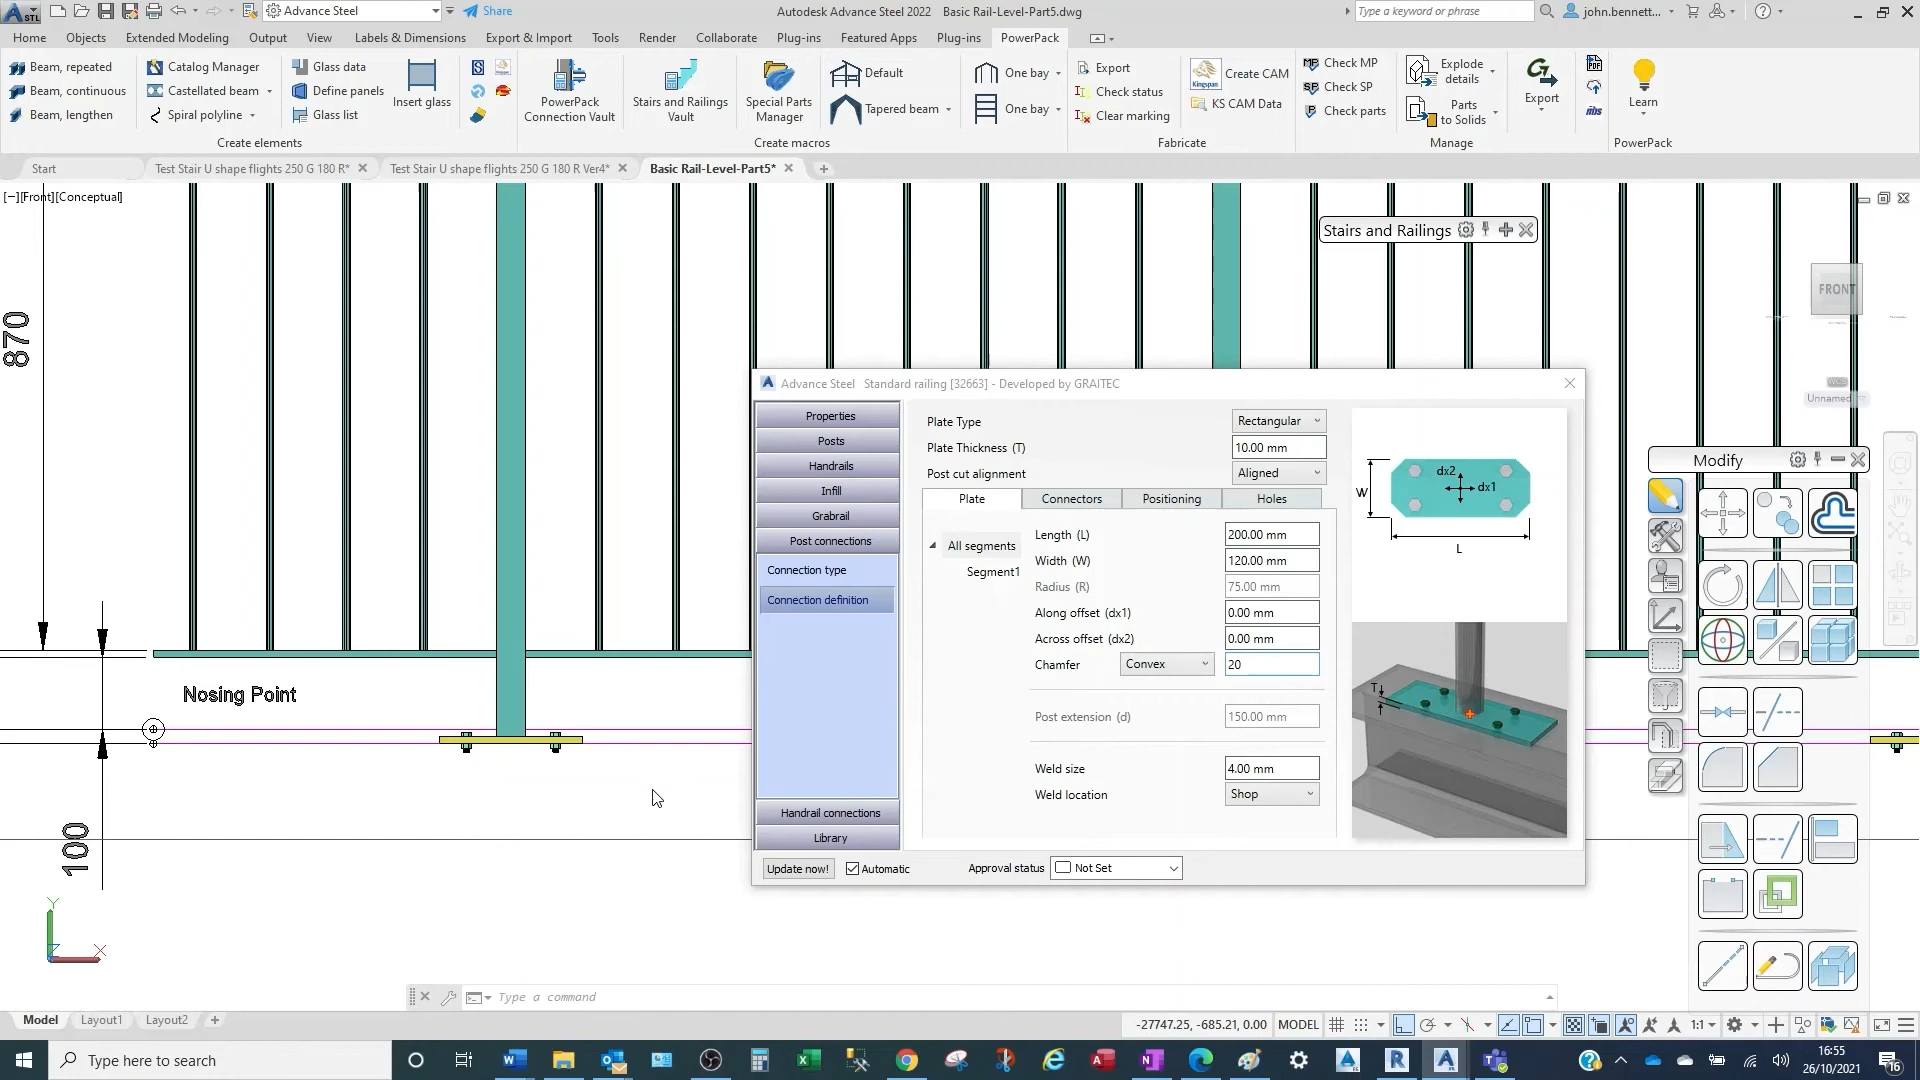 STL
Advance Steel
Share
Autodesk Advance Steel 2022 Basic Rail-Level-Part5.dwg
Type a keyword or phrase
john.bennett...
Home Objects Extended Modeling Output View Labels & Dimensions Export & Import Tools Render Collaborate Plug-ins Featured Apps Plug-ins PowerPack
Beam, repeated
Beam, continuous
Beam, lengthen
Catalog Manager
Castellated beam
Spiral polyline
Glass data
Define panels
Glass list
Insert glass
Create elements
PowerPack
Connection Vault
Stairs and Railings
Vault
Special Parts
Manager
Default
Tapered beam
One bay
One bay
Create macros
Export
Check status
Clear marking
Kingspan
Create CAM
KS CAM Data
Fabricate
MP Check MP
SP Check SP
P Check parts
Explode
details
Parts
to Solids
Manage
Export
PDF
Learn
PowerPack
Start
Test Stair U shape flights 250 G 180 R*
Test Stair U shape flights 250 G 180 R Ver4*
Basic Rail-Level-Part5*
[−][Front][Conceptual]
Stairs and Railings
FRONT
WCS
Unnamed
870
Nosing Point
100
Y
X
Z
Advance Steel Standard railing [32663] - Developed by GRAITEC
Properties
Posts
Handrails
Infill
Grabrail
Post connections
Connection type
Connection definition
Handrail connections
Library
Plate Type Rectangular
Plate Thickness (T) 10.00 mm
Post cut alignment Aligned
Plate Connectors Positioning Holes
All segments
Segment1
Length (L) 200.00 mm
Width (W) 120.00 mm
Radius (R) 75.00 mm
Along offset (dx1) 0.00 mm
Across offset (dx2) 0.00 mm
Chamfer Convex 20
Post extension (d) 150.00 mm
Weld size 4.00 mm
Weld location Shop
W
dx2
dx1
L
T
Update now! Automatic Approval status Not Set
Modify
Type a command
Model Layout1 Layout2
-27747.25, -685.21, 0.00 MODEL
1:1
Type here to search
16:55
26/10/2021
16